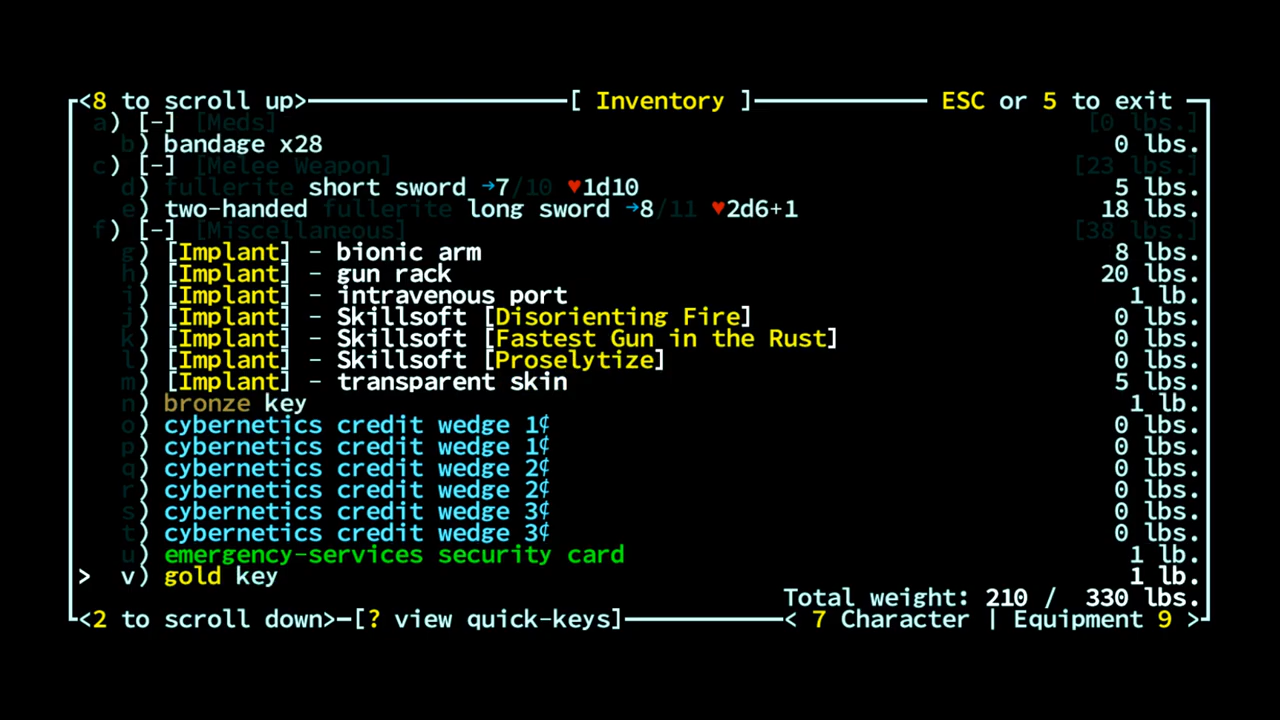 <8 to scroll up> [ Inventory ] ESC or 5 to exit
a) [-] [Meds] [0 lbs.]
b) bandage x28 0 lbs.
c) [-] [Melee Weapon] [23 lbs.]
d) fullerite short sword →7/10 ♥1d10 5 lbs.
e) two-handed fullerite long sword →8/11 ♥2d6+1 18 lbs.
f) [-] [Miscellaneous] [38 lbs.]
g) [Implant] - bionic arm 8 lbs.
h) [Implant] - gun rack 20 lbs.
i) [Implant] - intravenous port 1 lb.
j) [Implant] - Skillsoft [Disorienting Fire] 0 lbs.
k) [Implant] - Skillsoft [Fastest Gun in the Rust] 0 lbs.
l) [Implant] - Skillsoft [Proselytize] 0 lbs.
m) [Implant] - transparent skin 5 lbs.
n) bronze key 1 lb.
o) cybernetics credit wedge 1¢ 0 lbs.
p) cybernetics credit wedge 1¢ 0 lbs.
q) cybernetics credit wedge 2¢ 0 lbs.
r) cybernetics credit wedge 2¢ 0 lbs.
s) cybernetics credit wedge 3¢ 0 lbs.
t) cybernetics credit wedge 3¢ 0 lbs.
u) emergency-services security card 1 lb.
> v) gold key 1 lb.
Total weight: 210 / 330 lbs.
<2 to scroll down> [? view quick-keys] < 7 Character | Equipment 9 >